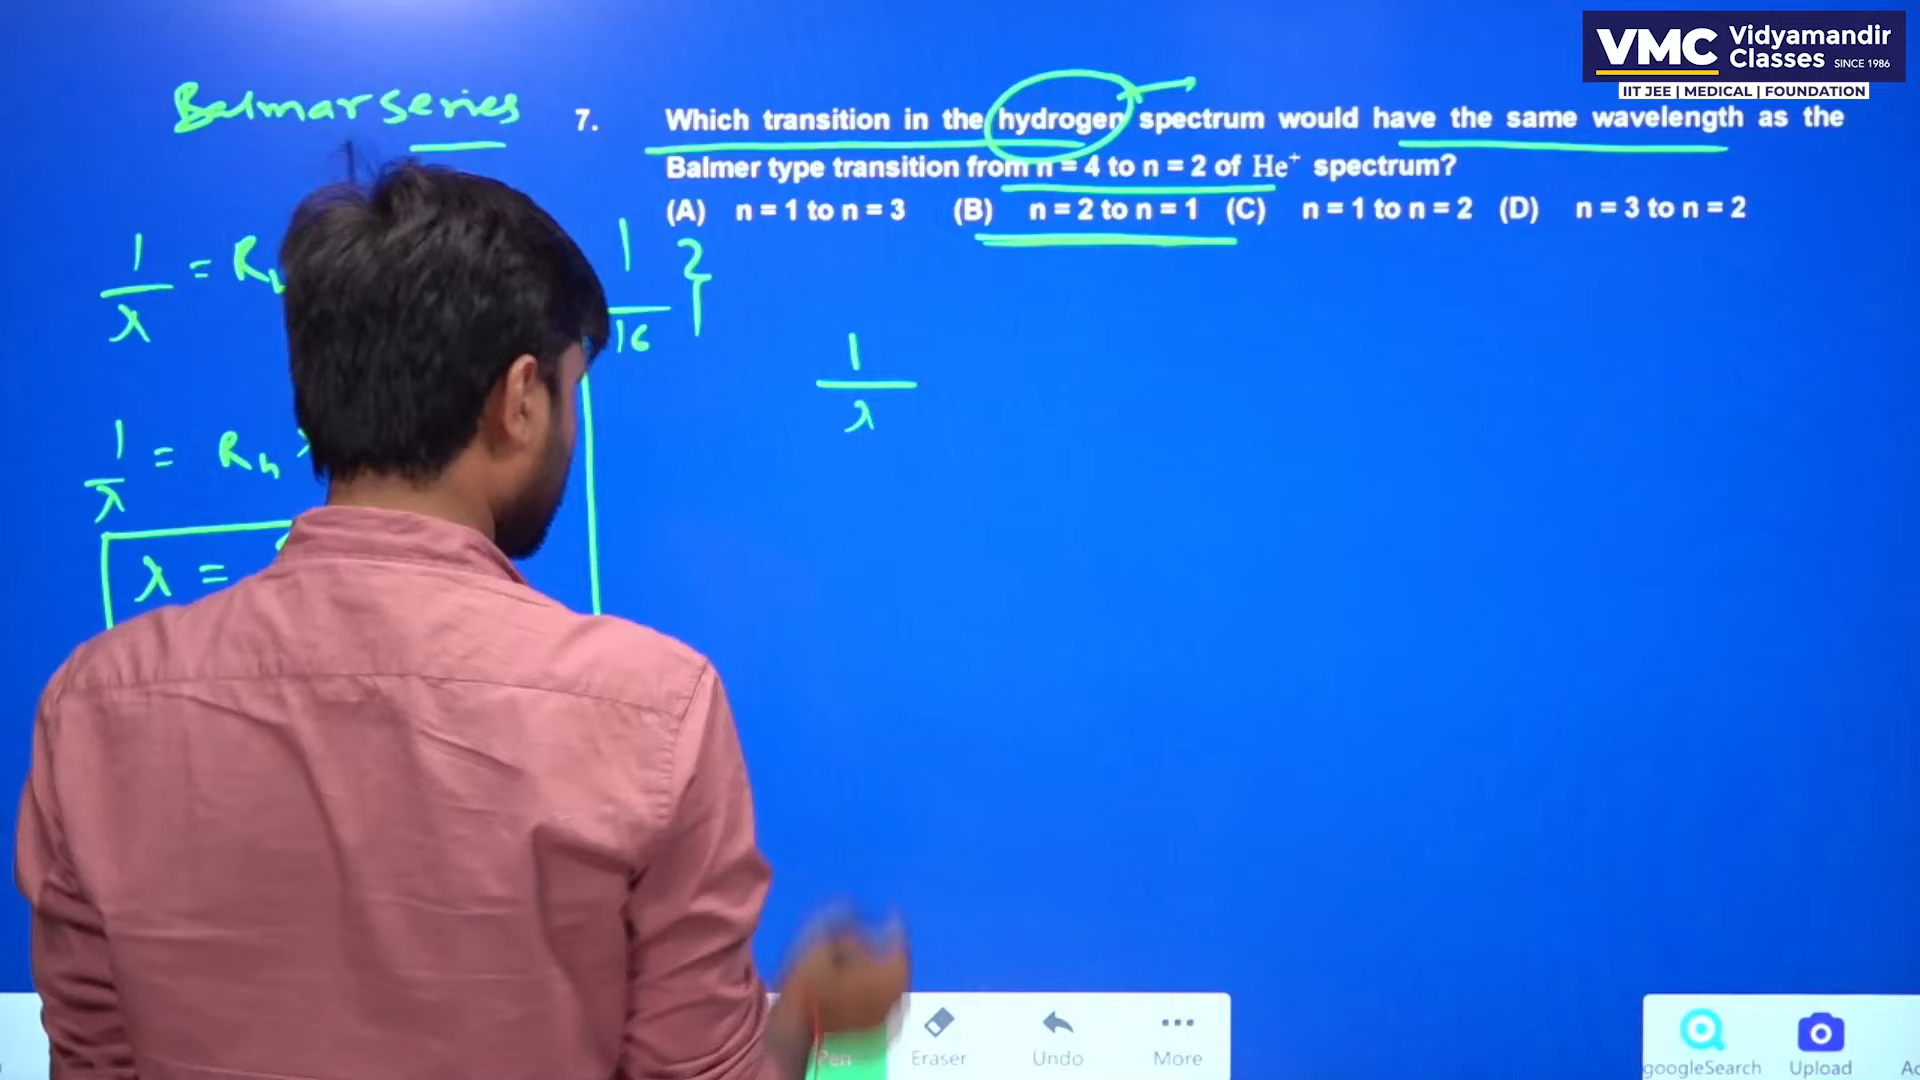 VMC Vidyamandir Classes SINCE 1986
IIT JEE | MEDICAL | FOUNDATION
Balmar series
7. Which transition in the hydrogen spectrum would have the same wavelength as the
Balmer type transition from n = 4 to n = 2 of He⁺ spectrum?
(A) n = 1 to n = 3 (B) n = 2 to n = 1 (C) n = 1 to n = 2 (D) n = 3 to n = 2
1/λ = R
1/16 }
1/λ
1/λ = Rh
λ =
Pen Eraser Undo More
googleSearch Upload